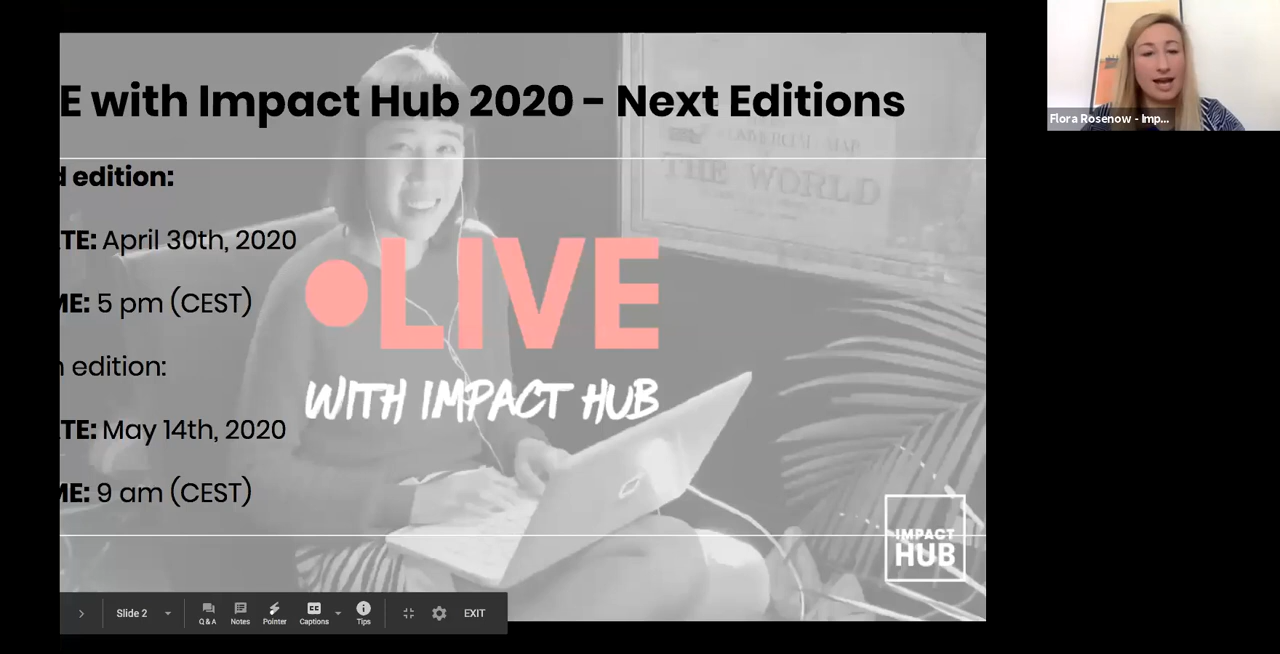 E with Impact Hub 2020 - Next Editions
d edition:
ATE: April 30th, 2020
ME: 5 pm (CEST)
h edition:
ATE: May 14th, 2020
ME: 9 am (CEST)
LIVE
WITH IMPACT HUB
THE WORLD
IMPACT
HUB
Flora Rosenow - Imp...
Slide 2
Q & A
Notes
Pointer
Captions
Tips
EXIT